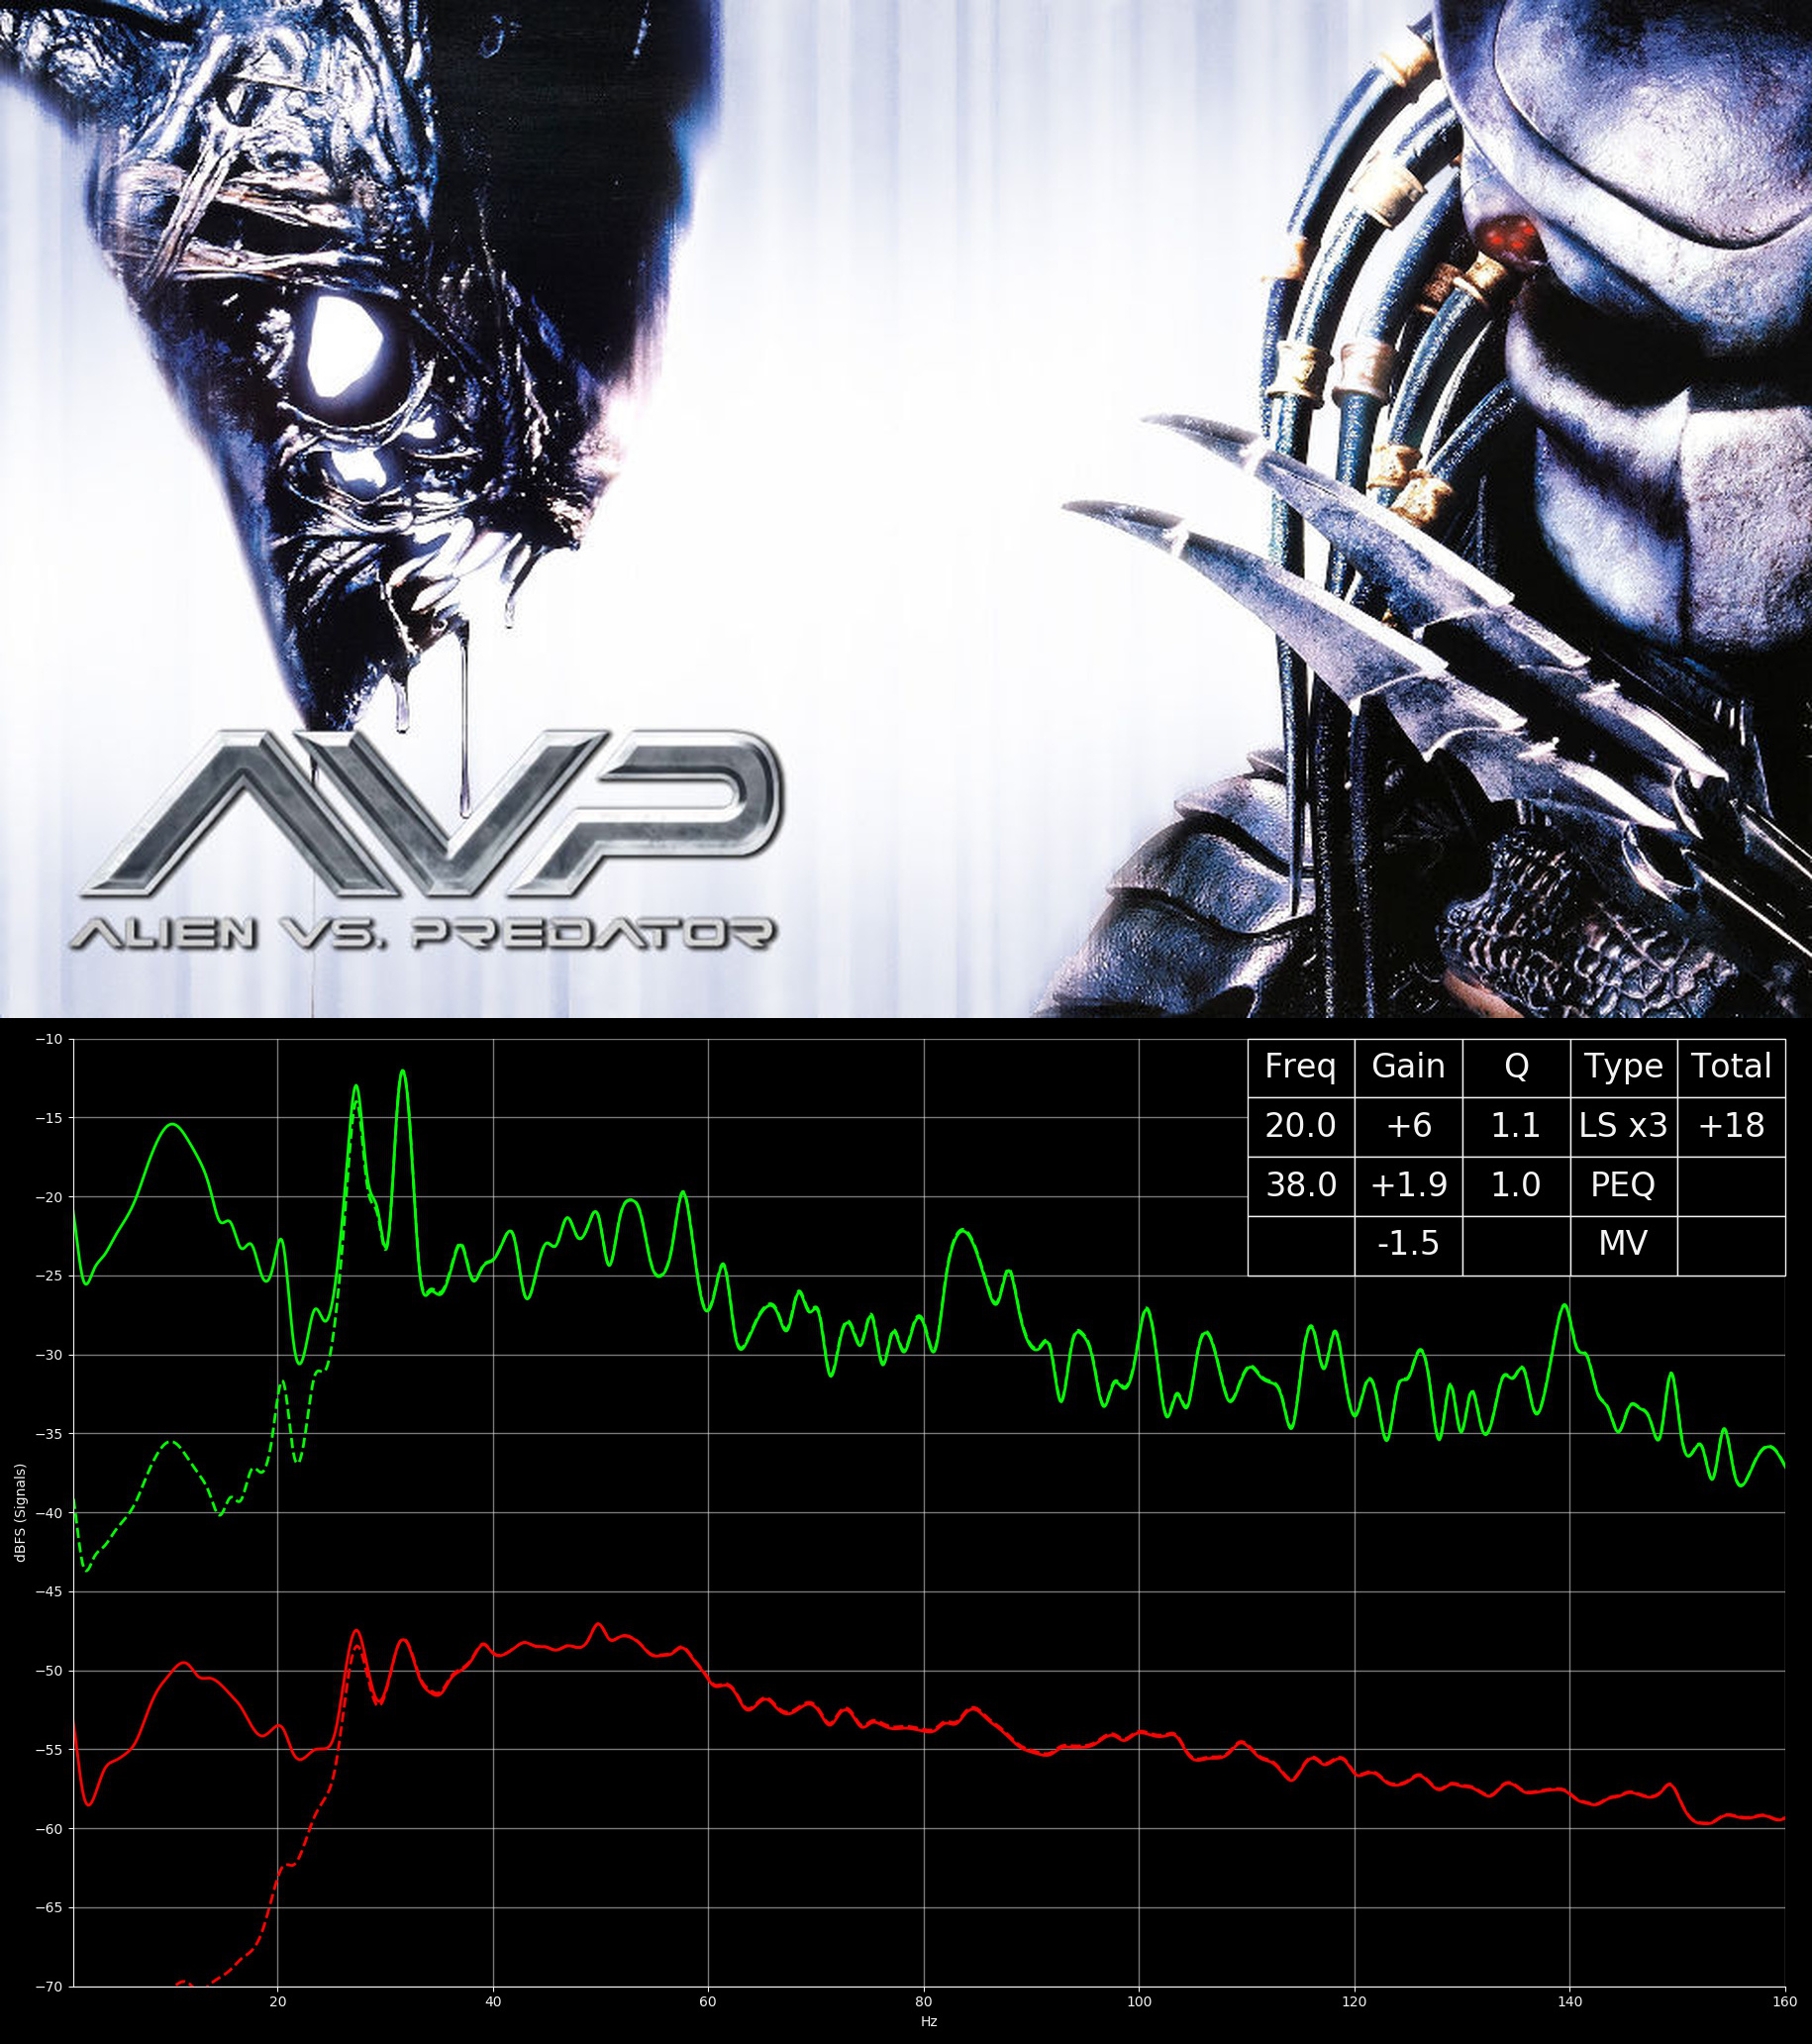 AVP
ALIEN VS. PREDATOR
Freq Gain Q Type Total
20.0 +6 1.1 LS x3 +18
38.0 +1.9 1.0 PEQ
-1.5 MV
−10
−15
−20
−25
−30
−35
−40
−45
−50
−55
−60
−65
−70
dBFS (Signals)
20 40 60 80 100 120 140 160
Hz